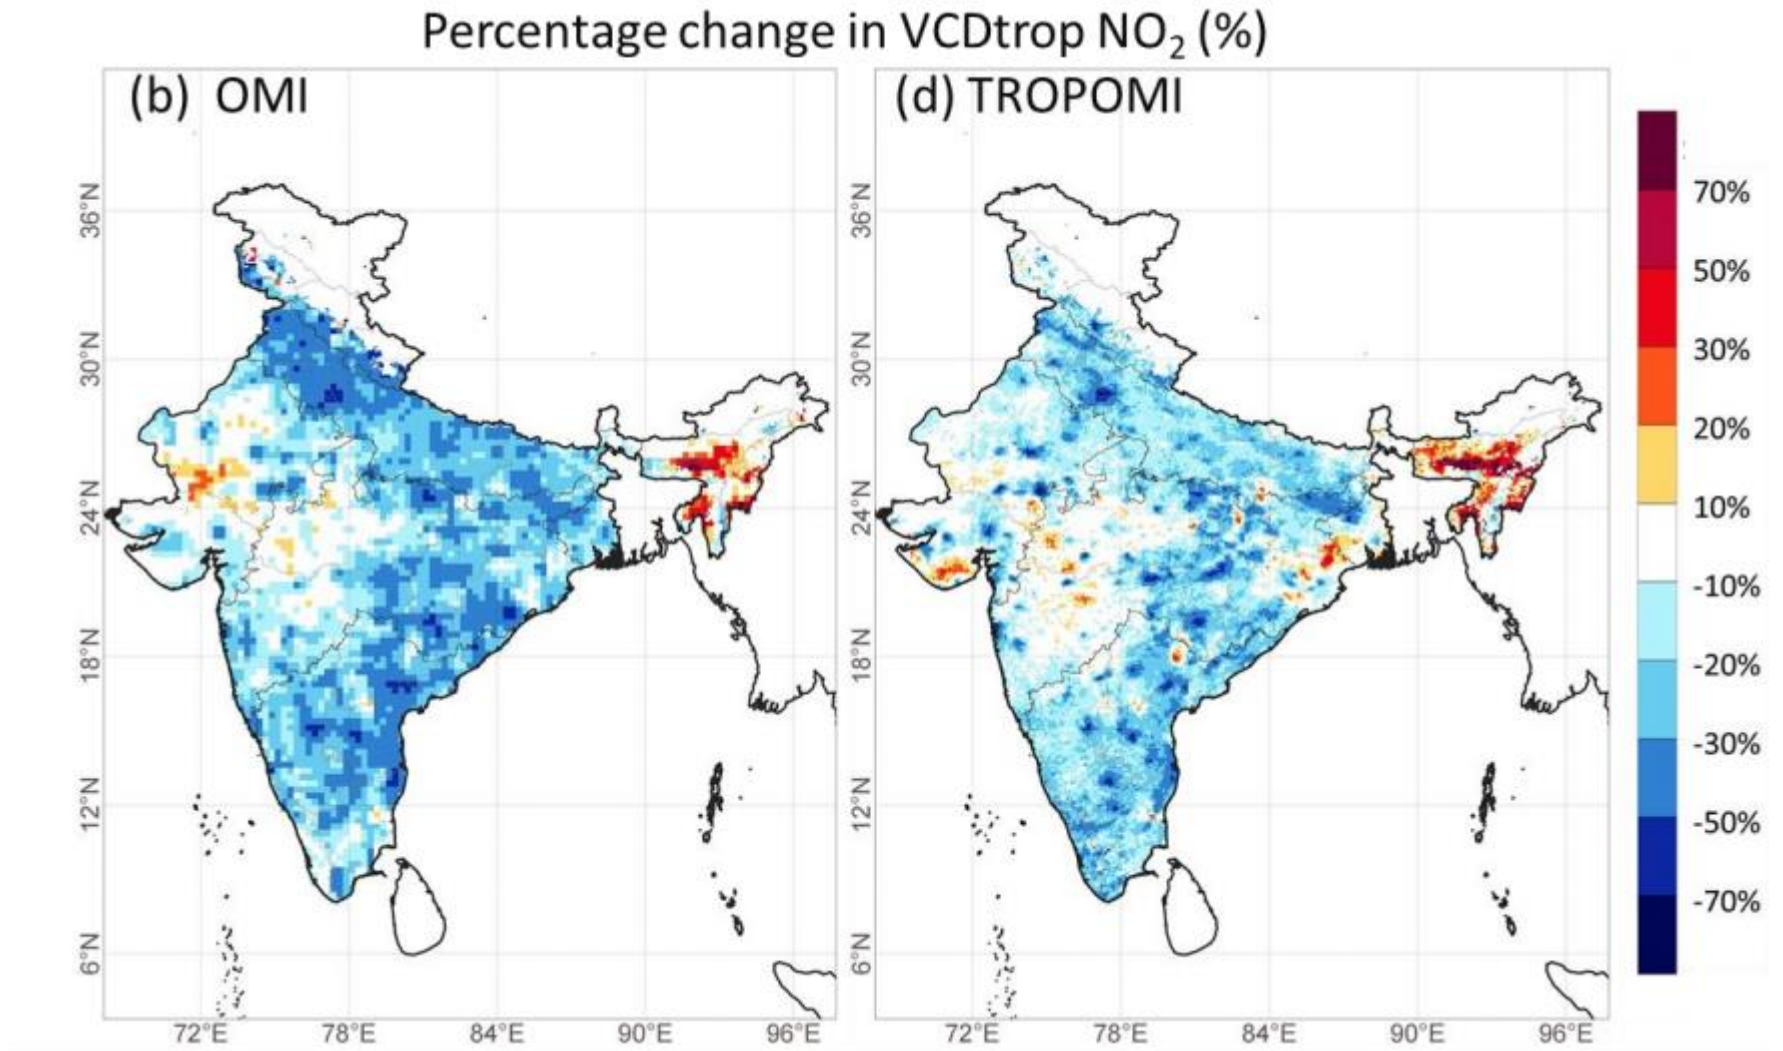 Percentage change in VCDtrop NO₂ (%)
(b) OMI
(d) TROPOMI
36°N
30°N
24°N
18°N
12°N
6°N
72°E
78°E
84°E
90°E
96°E
36°N
30°N
24°N
18°N
12°N
6°N
72°E
78°E
84°E
90°E
96°E
70%
50%
30%
20%
10%
-10%
-20%
-30%
-50%
-70%